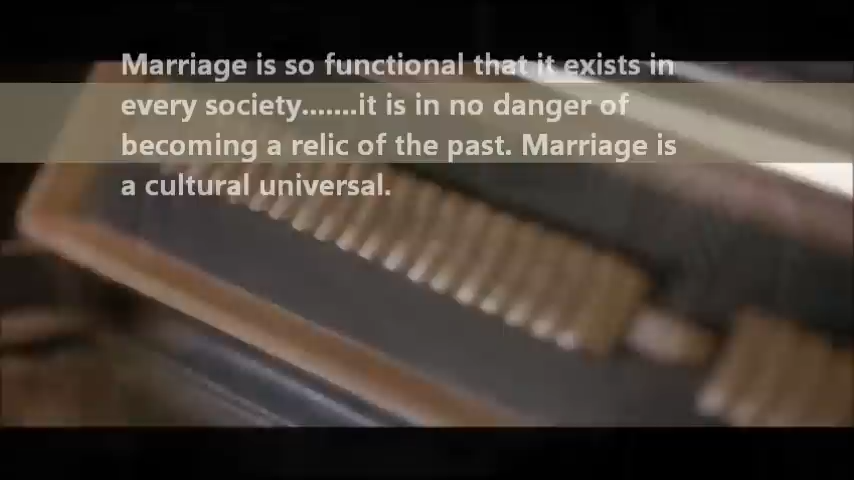 Marriage is so functional that it exists in
every society.......it is in no danger of
becoming a relic of the past. Marriage is
a cultural universal.